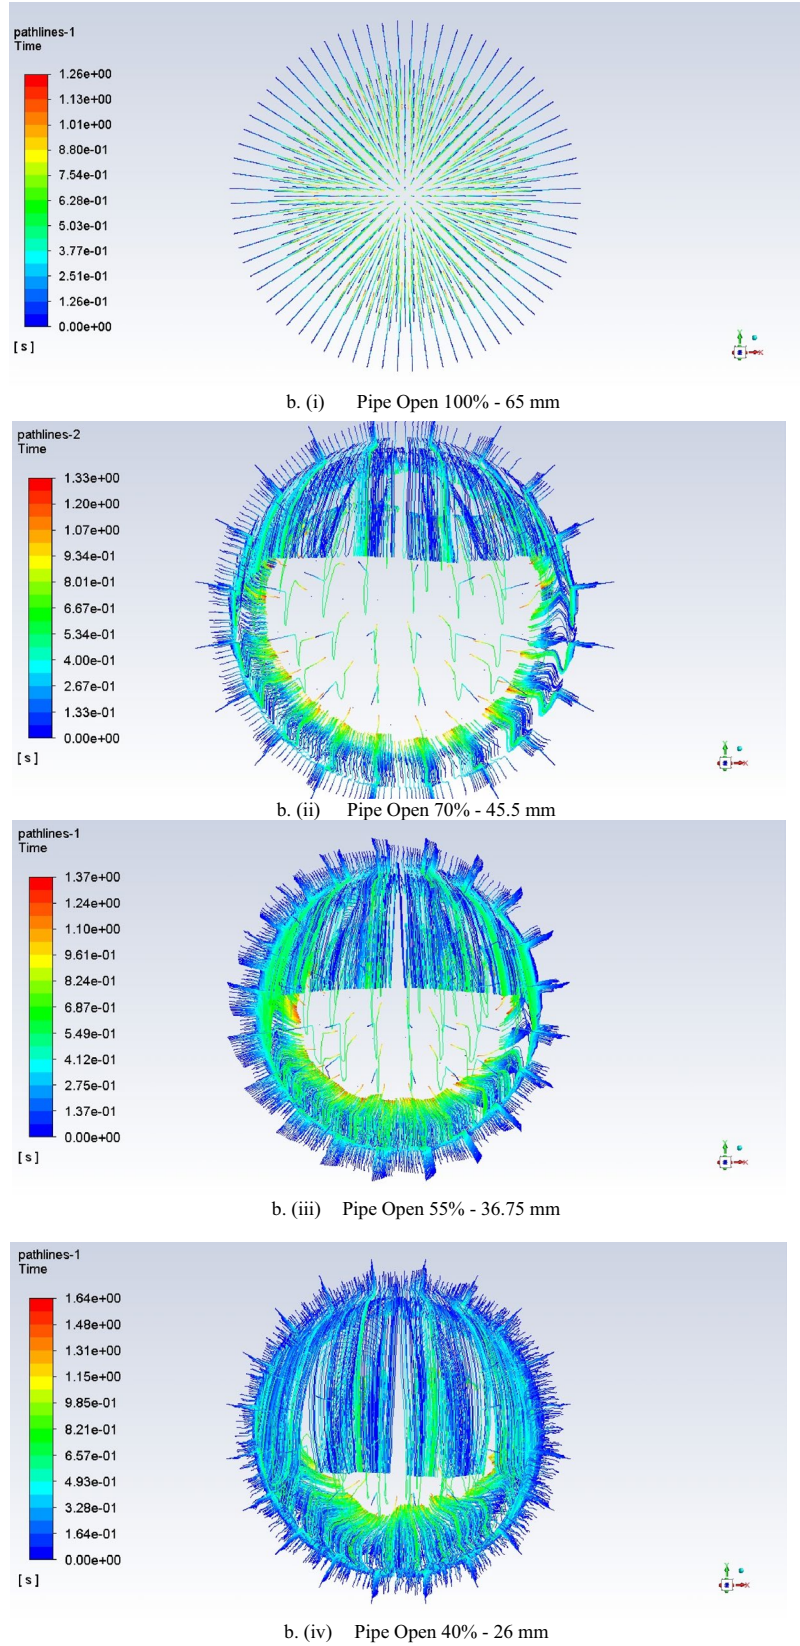 pathlines-1
Time
1.26e+00
1.13e+00
1.01e+00
8.80e-01
7.54e-01
6.28e-01
5.03e-01
3.77e-01
2.51e-01
1.26e-01
0.00e+00
[ s ]
b. (i) Pipe Open 100% - 65 mm
pathlines-2
Time
1.33e+00
1.20e+00
1.07e+00
9.34e-01
8.01e-01
6.67e-01
5.34e-01
4.00e-01
2.67e-01
1.33e-01
0.00e+00
[ s ]
b. (ii) Pipe Open 70% - 45.5 mm
pathlines-1
Time
1.37e+00
1.24e+00
1.10e+00
9.61e-01
8.24e-01
6.87e-01
5.49e-01
4.12e-01
2.75e-01
1.37e-01
0.00e+00
[ s ]
b. (iii) Pipe Open 55% - 36.75 mm
pathlines-1
Time
1.64e+00
1.48e+00
1.31e+00
1.15e+00
9.85e-01
8.21e-01
6.57e-01
4.93e-01
3.28e-01
1.64e-01
0.00e+00
[ s ]
b. (iv) Pipe Open 40% - 26 mm